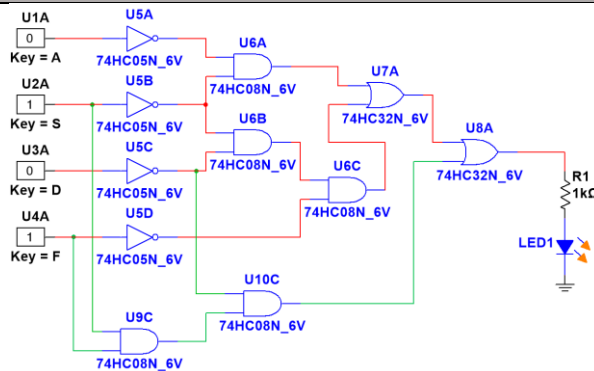 U1A
0
Key = A
U2A
1
Key = S
U3A
0
Key = D
U4A
1
Key = F
U5A
74HC05N_6V
U5B
74HC05N_6V
U5C
74HC05N_6V
U5D
74HC05N_6V
U6A
74HC08N_6V
U6B
74HC08N_6V
U6C
74HC08N_6V
U7A
74HC32N_6V
U8A
74HC32N_6V
R1
1kΩ
LED1
U10C
74HC08N_6V
U9C
74HC08N_6V